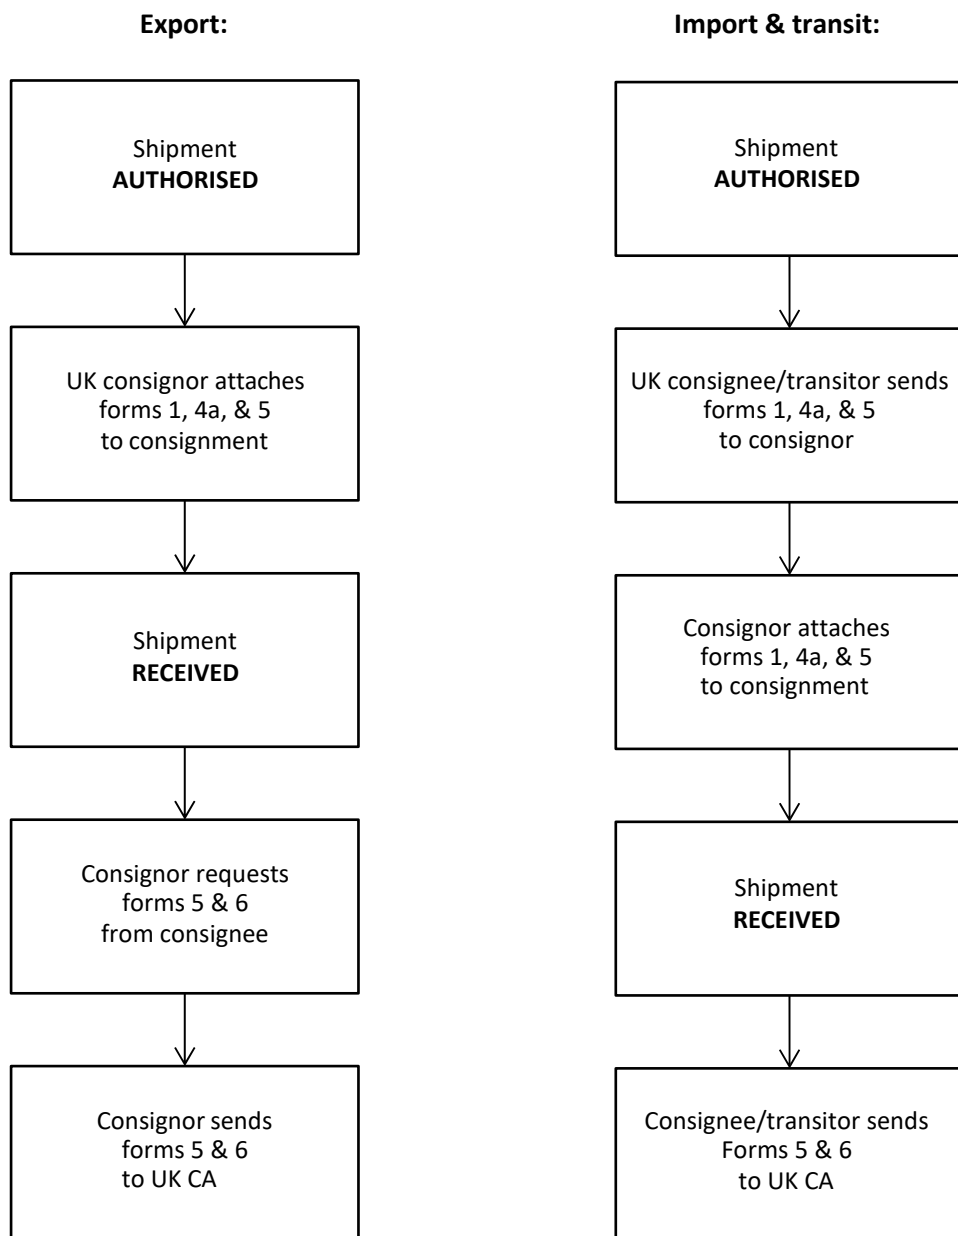 Export:
Shipment
AUTHORISED
UK consignor attaches
forms 1, 4a, & 5
to consignment
Shipment
RECEIVED
Consignor requests
forms 5 & 6
from consignee
Consignor sends
forms 5 & 6
to UK CA
Import & transit:
Shipment
AUTHORISED
UK consignee/transitor sends
forms 1, 4a, & 5
to consignor
Consignor attaches
forms 1, 4a, & 5
to consignment
Shipment
RECEIVED
Consignee/transitor sends
Forms 5 & 6
to UK CA